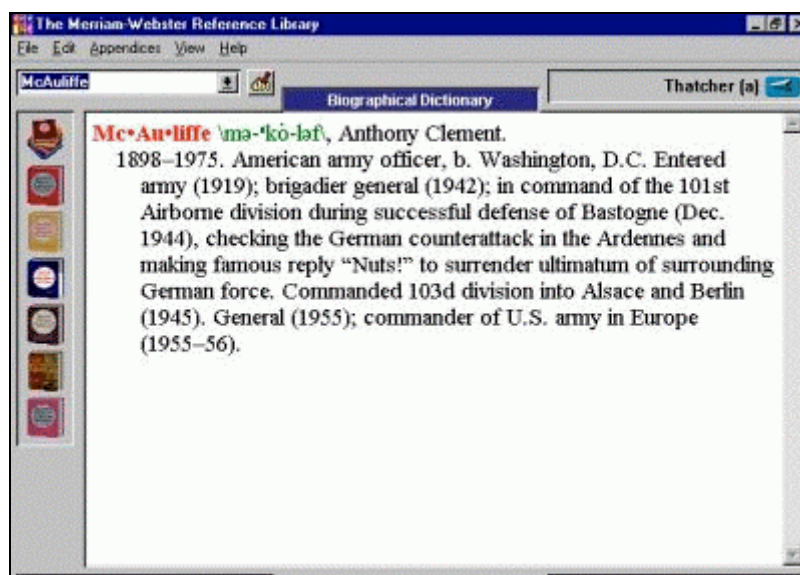 The Merriam-Webster Reference Library
File Edit Appendices View Help
McAuliffe
Biographical Dictionary
Thatcher (a)
Mc•Au•liffe \mə-ˈkȯ-ləf\, Anthony Clement.
1898–1975. American army officer, b. Washington, D.C. Entered
army (1919); brigadier general (1942); in command of the 101st
Airborne division during successful defense of Bastogne (Dec.
1944), checking the German counterattack in the Ardennes and
making famous reply “Nuts!” to surrender ultimatum of surrounding
German force. Commanded 103d division into Alsace and Berlin
(1945). General (1955); commander of U.S. army in Europe
(1955–56).